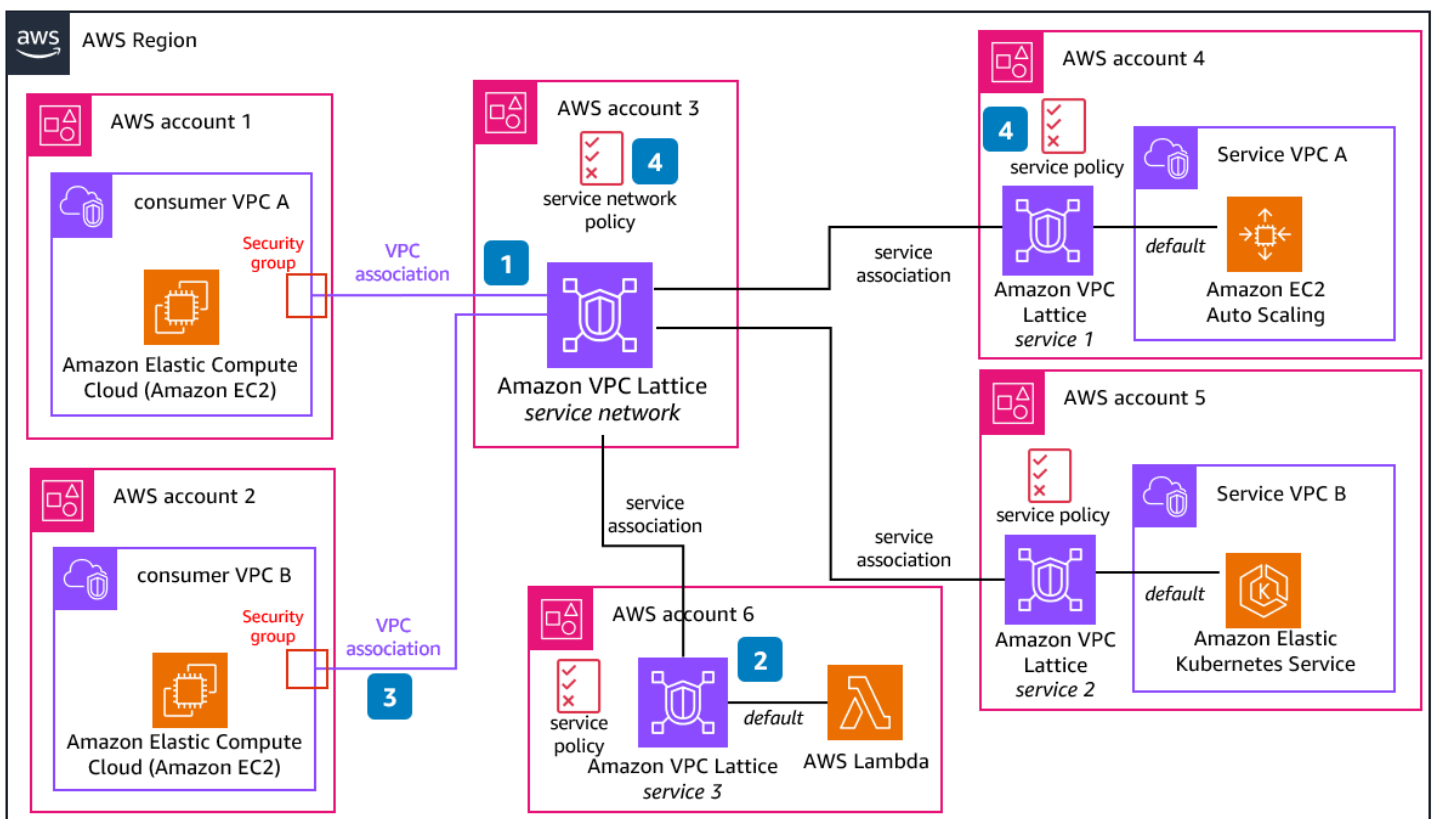 aws
AWS Region
AWS account 1
consumer VPC A
Security
group
Amazon Elastic Compute
Cloud (Amazon EC2)
VPC
association
AWS account 2
consumer VPC B
Security
group
Amazon Elastic Compute
Cloud (Amazon EC2)
VPC
association
3
AWS account 3
4
service network
policy
1
Amazon VPC Lattice
service network
service
association
service
association
service
association
AWS account 4
4
service policy
Service VPC A
default
Amazon VPC
Lattice
service 1
Amazon EC2
Auto Scaling
AWS account 5
service policy
Service VPC B
K
default
Amazon VPC
Lattice
service 2
Amazon Elastic
Kubernetes Service
AWS account 6
2
service
policy
default
Amazon VPC Lattice
service 3
AWS Lambda